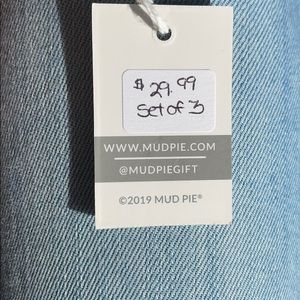 $29.99
Set of 3
WWW.MUDPIE.COM
@MUDPIEGIFT
©2019 MUD PIE®